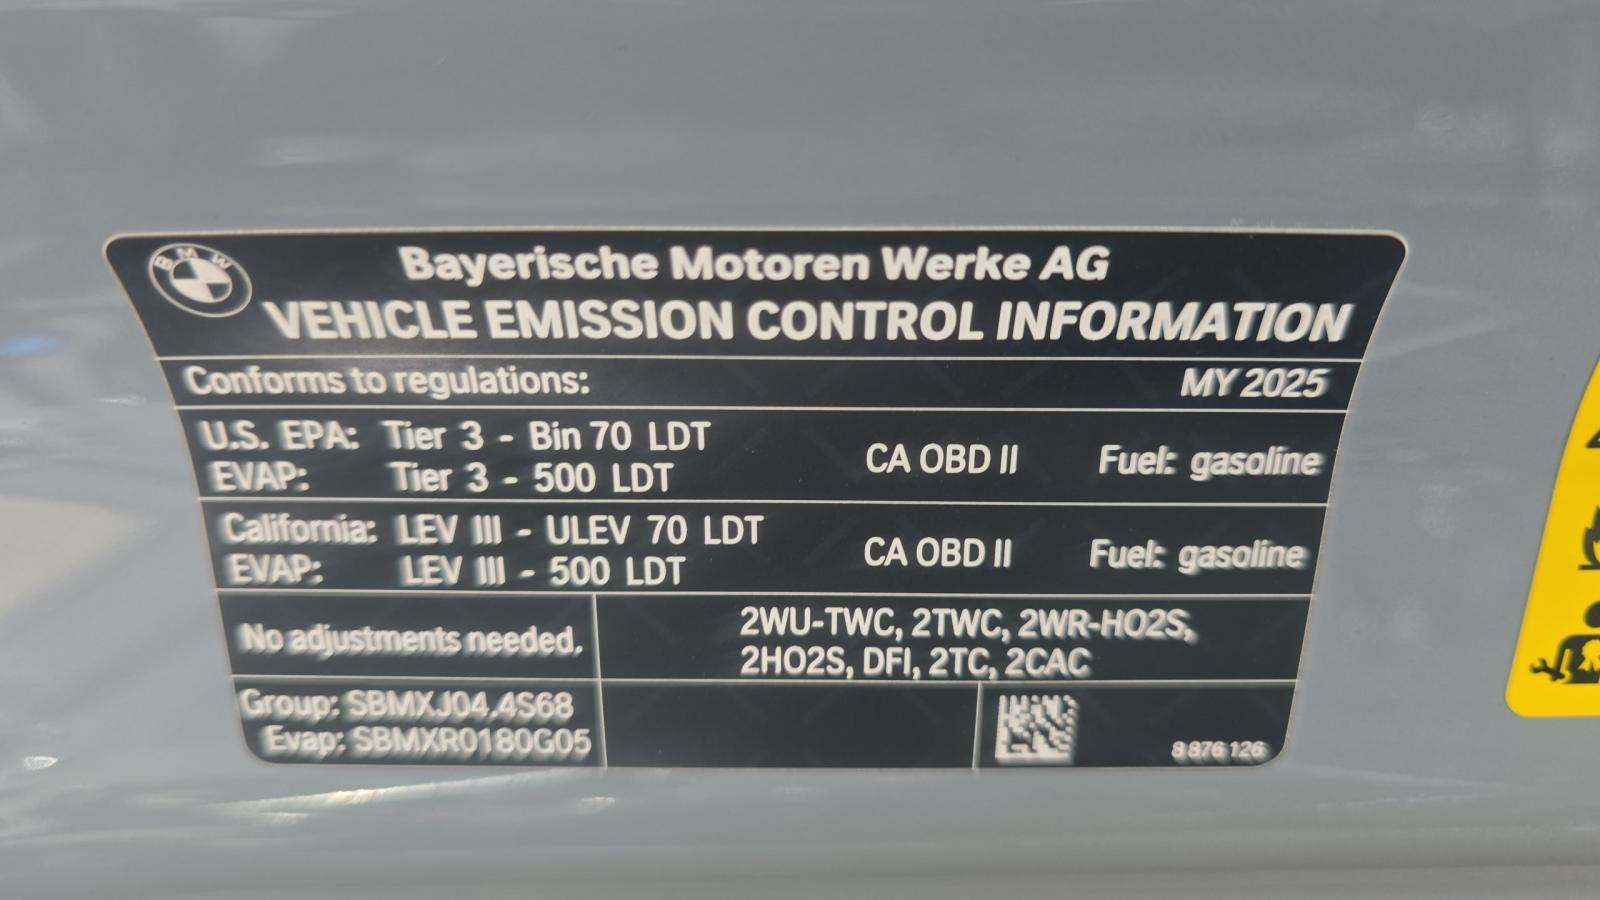 BMW
Bayerische Motoren Werke AG
VEHICLE EMISSION CONTROL INFORMATION
Conforms to regulations: MY 2025
U.S. EPA: Tier 3 - Bin 70 LDT
EVAP: Tier 3 - 500 LDT
CA OBD II Fuel: gasoline
California: LEV III - ULEV 70 LDT
EVAP: LEV III - 500 LDT
CA OBD II Fuel: gasoline
No adjustments needed.
2WU-TWC, 2TWC, 2WR-HO2S,
2HO2S, DFI, 2TC, 2CAC
Group: SBMXJ04.4S68
Evap: SBMXR0180G05
8 876 126